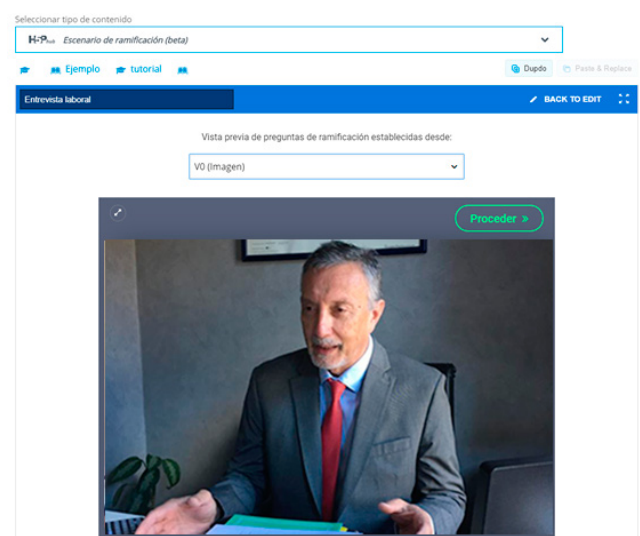 Seleccionar tipo de contenido
H-P hub Escenario de ramificación (beta)
Ejemplo tutorial Dupdo Paste & Replace
Entrevista laboral BACK TO EDIT
Vista previa de preguntas de ramificación establecidas desde:
V0 (Imagen)
Proceder »